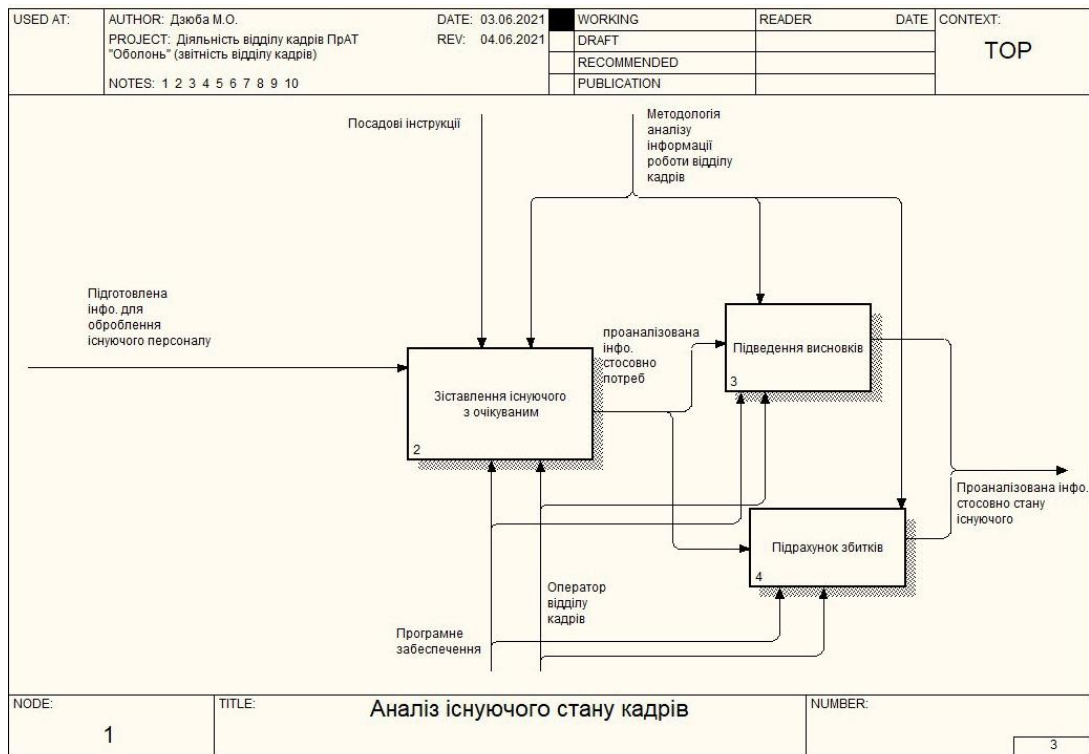 USED AT:
AUTHOR: Дзюба М.О.
DATE: 03.06.2021
WORKING
READER
DATE
CONTEXT:
PROJECT: Діяльність відділу кадрів ПрАТ
"Оболонь" (звітність відділу кадрів)
REV: 04.06.2021
DRAFT
TOP
RECOMMENDED
NOTES: 1 2 3 4 5 6 7 8 9 10
PUBLICATION
Посадові інструкції
Методологія
аналізу
інформації
роботи відділу
кадрів
Підготовлена
інфо. для
оброблення
існуючого персоналу
проаналізована
інфо.
стосовно
потреб
Підведення висновків
3
Зіставлення існуючого
з очікуваним
2
Проаналізована інфо.
стосовно стану
існуючого
Підрахунок збитків
4
Оператор
відділу
кадрів
Програмне
забеспечення
NODE:
1
TITLE:
Аналіз існуючого стану кадрів
NUMBER:
3